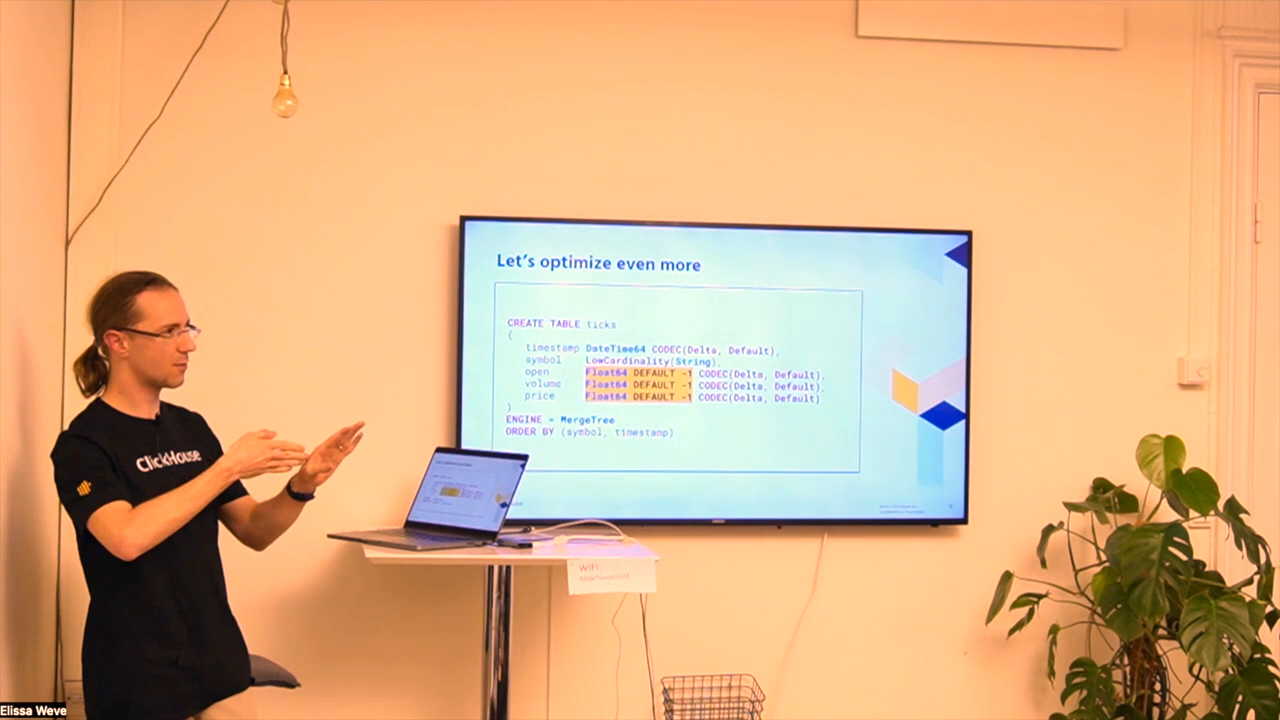 Let's optimize even more
CREATE TABLE ticks
(
timestamp DateTime64 CODEC(Delta, Default),
symbol LowCardinality(String),
open Float64 DEFAULT -1 CODEC(Delta, Default),
volume Float64 DEFAULT -1 CODEC(Delta, Default),
price Float64 DEFAULT -1 CODEC(Delta, Default)
)
ENGINE = MergeTree
ORDER BY (symbol, timestamp)
ClickHouse
WIFI
Elissa Weve